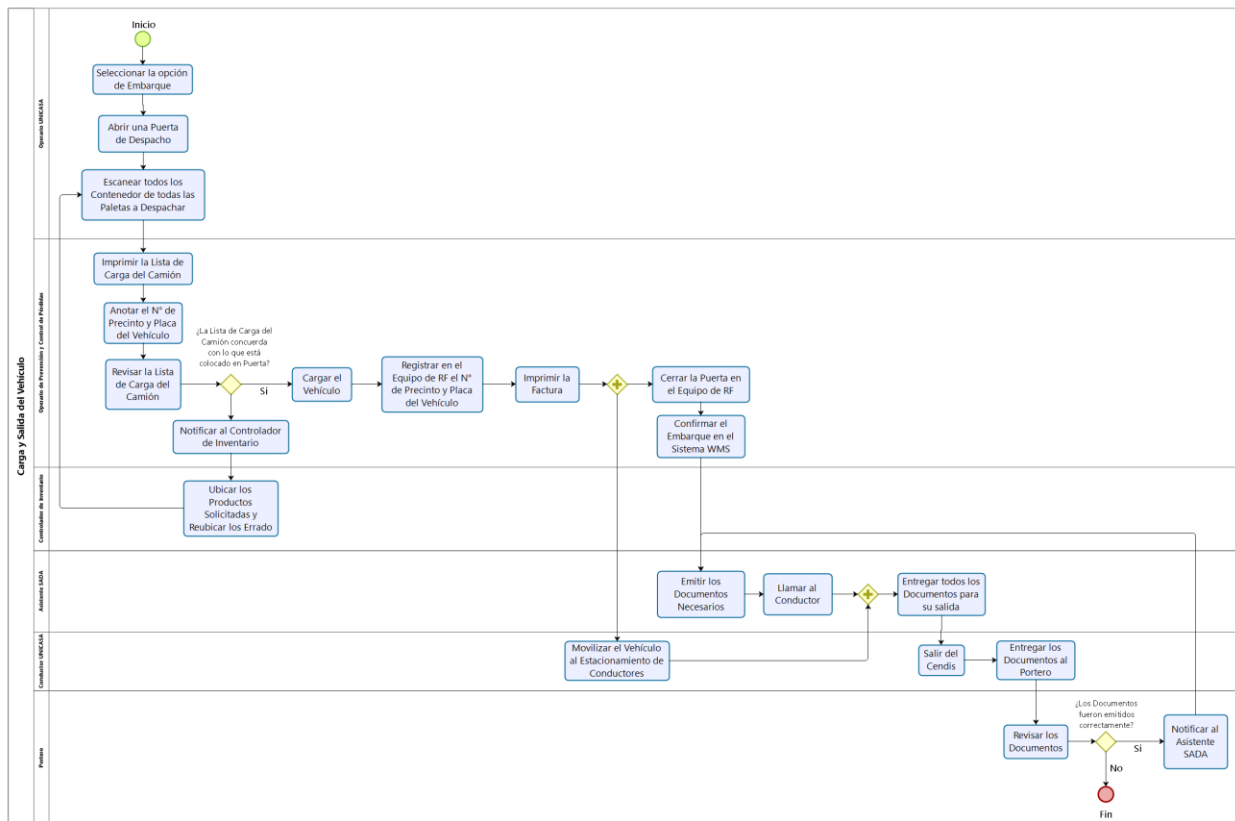 Carga y Salida del Vehículo
Operario UNICASA
Inicio
Seleccionar la opción
de Embarque
Abrir una Puerta
de Despacho
Escanear todos los
Contenedor de todas las
Paletas a Despachar
Operario de Prevención y Control de Pérdidas
Imprimir la Lista de
Carga del Camión
Anotar el N° de
Precinto y Placa
del Vehículo
Revisar la Lista
de Carga del
Camión
¿La Lista de Carga del
Camión concuerda
con lo que está
colocado en Puerta?
Si
Cargar el
Vehículo
Registrar en el
Equipo de RF el N°
de Precinto y Placa
del Vehículo
Imprimir la
Factura
Cerrar la Puerta en
el Equipo de RF
Confirmar el
Embarque en el
Sistema WMS
Notificar al Controlador
de Inventario
Controlador de Inventario
Ubicar los
Productos
Solicitadas y
Reubicar los Errado
Asistente SADA
Emitir los
Documentos
Necesarios
Llamar al
Conductor
Entregar todos los
Documentos para
su salida
Conductor UNICASA
Movilizar el Vehículo
al Estacionamiento de
Conductores
Salir del
Cendis
Entregar los
Documentos al
Portero
Portero
Revisar los
Documentos
¿Los Documentos
fueron emitidos
correctamente?
Si
Notificar al
Asistente
SADA
No
Fin